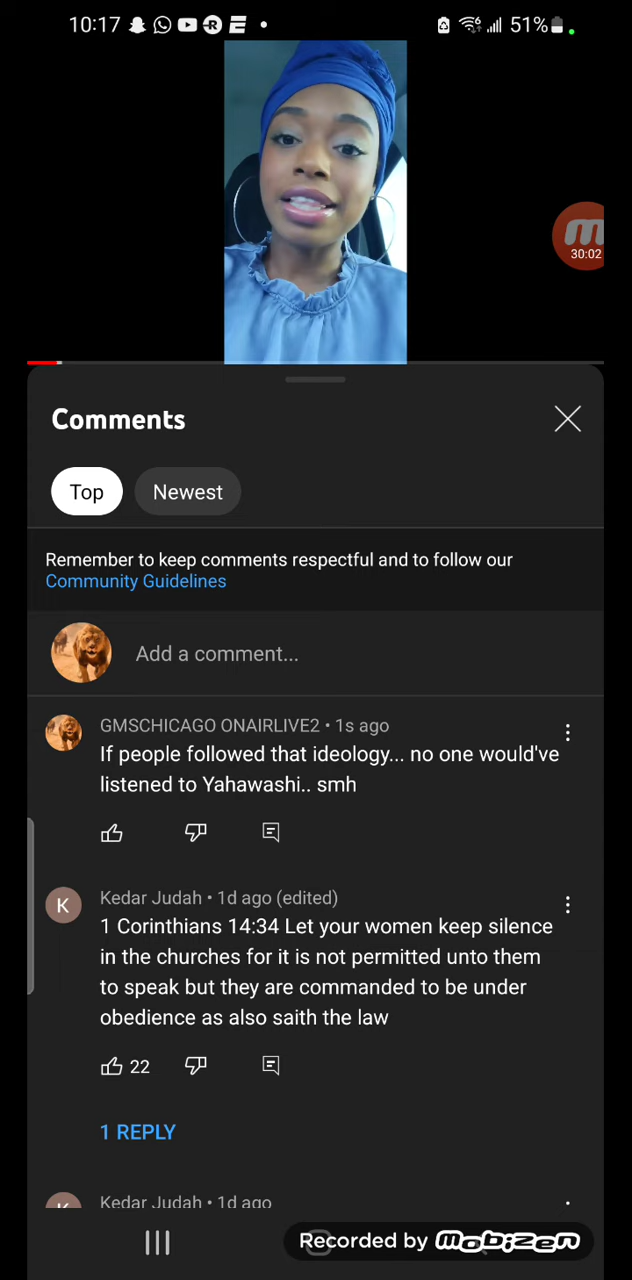 10:17
51%
30:02
Comments
Top
Newest
Remember to keep comments respectful and to follow our
Community Guidelines
Add a comment...
GMSCHICAGO ONAIRLIVE2 • 1s ago
If people followed that ideology... no one would've
listened to Yahawashi.. smh
K
Kedar Judah • 1d ago (edited)
1 Corinthians 14:34 Let your women keep silence
in the churches for it is not permitted unto them
to speak but they are commanded to be under
obedience as also saith the law
22
1 REPLY
Kedar Judah • 1d ago
Recorded by mobizen